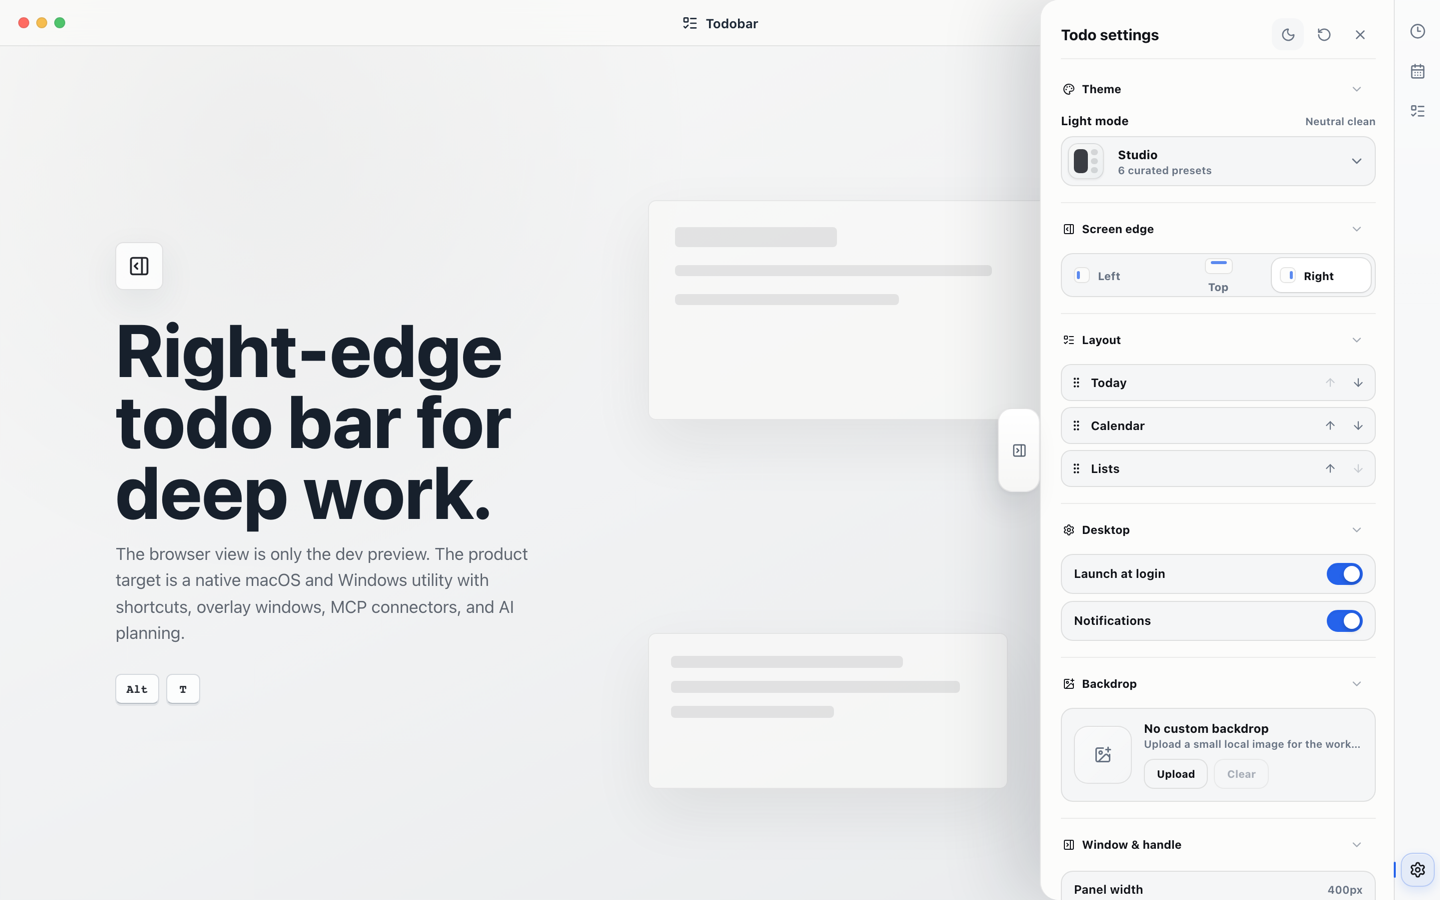 Todobar
Right-edge
todo bar for
deep work.
The browser view is only the dev preview. The product
target is a native macOS and Windows utility with
shortcuts, overlay windows, MCP connectors, and AI
planning.
Alt
T
Todo settings
Theme
Light mode
Neutral clean
Studio
6 curated presets
Screen edge
Left
Top
Right
Layout
Today
Calendar
Lists
Desktop
Launch at login
Notifications
Backdrop
No custom backdrop
Upload a small local image for the work...
Upload
Clear
Window & handle
Panel width
400px